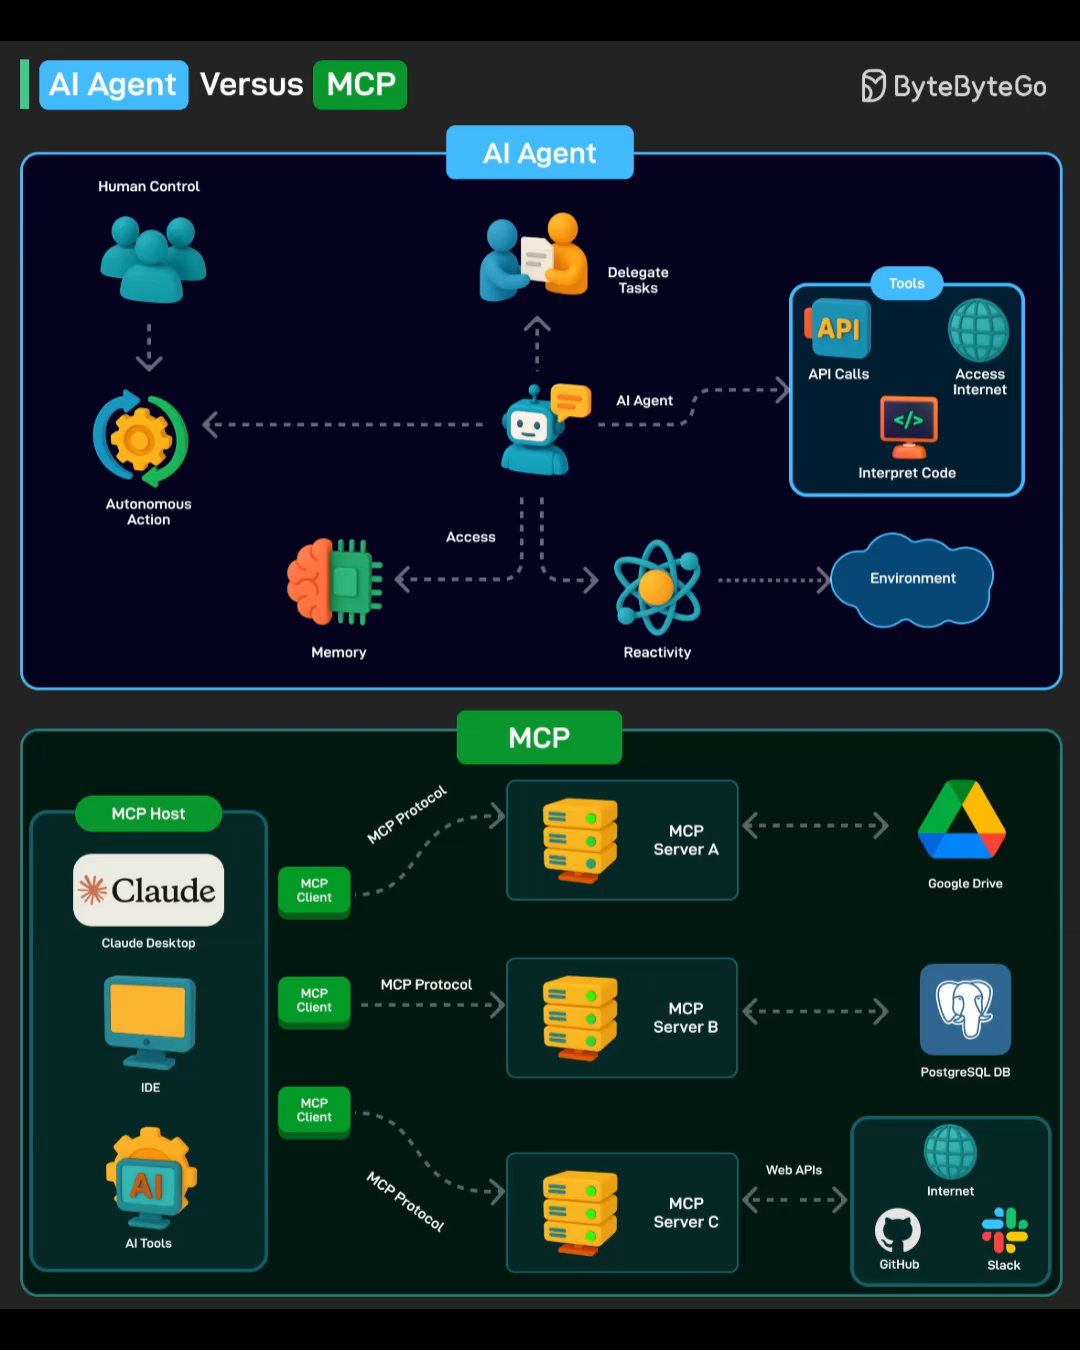 AI Agent Versus MCP
ByteByteGo
AI Agent
Human Control
Delegate
Tasks
Tools
API
API Calls
Access
Internet
</>
Interpret Code
AI Agent
Autonomous
Action
Access
Memory
Reactivity
Environment
MCP
MCP Host
Claude
Claude Desktop
IDE
AI
AI Tools
MCP
Client
MCP Protocol
MCP
Server A
Google Drive
MCP
Client
MCP Protocol
MCP
Server B
PostgreSQL DB
MCP
Client
MCP Protocol
MCP
Server C
Web APIs
Internet
GitHub
Slack